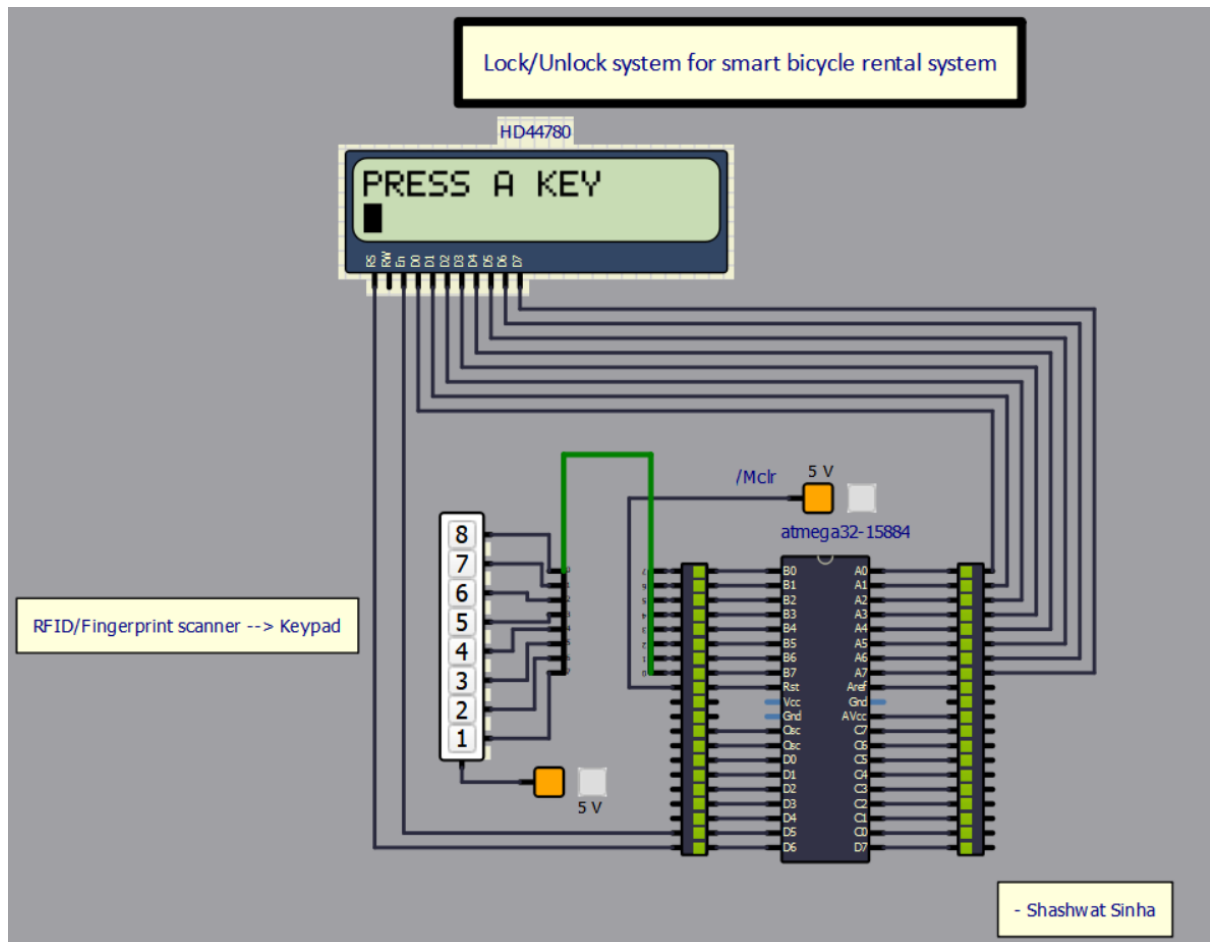 Lock/Unlock system for smart bicycle rental system
HD44780
PRESS A KEY
RS RW En D0 D1 D2 D3 D4 D5 D6 D7
/Mclr 5 V
atmega32-15884
8
7
6
5
4
3
2
1
5 V
RFID/Fingerprint scanner --> Keypad
B0 A0
B1 A1
B2 A2
B3 A3
B4 A4
B5 A5
B6 A6
B7 A7
Rst Aref
Vcc Gnd
Gnd AVcc
Osc C7
Osc C6
D0 C5
D1 C4
D2 C3
D3 C2
D4 C1
D5 C0
D6 D7
- Shashwat Sinha